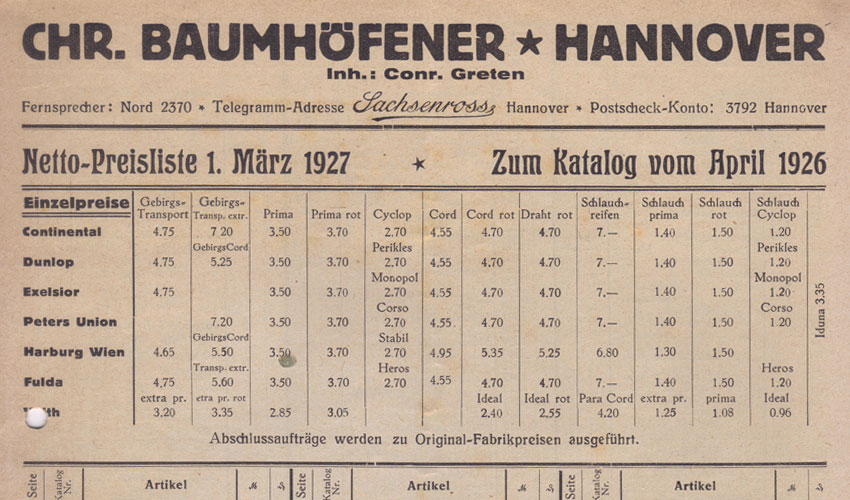 CHR. BAUMHÖFENER ★ HANNOVER
Inh.: Conr. Greten
Fernsprecher: Nord 2370 ★ Telegramm-Adresse Sachsenross, Hannover ★ Postscheck-Konto: 3792 Hannover
Netto-Preisliste 1. März 1927 ★ Zum Katalog vom April 1926
Einzelpreise Gebirgs-Transport Gebirgs-Transp. extr. Prima Prima rot Cyclop Cord Cord rot Draht rot Schlauch-reifen Schlauch prima Schlauch rot Schlauch Cyclop
Continental 4.75 7 20 3.50 3.70 2.70 4.55 4.70 4.70 7.— 1.40 1.50 1.20
GebirgsCord Perikles Perikles
Dunlop 4.75 5.25 3.50 3.70 2.70 4.55 4.70 4.70 7.— 1.40 1.50 1.20
Monopol Monopol
Exelsior 4.75 3.50 3.70 2.70 4.55 4.70 4.70 7.— 1.40 1.50 1.20
Corso Corso
Peters Union 7.20 3.50 3.70 2.70 4.55 4.70 4.70 7.— 1.40 1.50 1.20
GebirgsCord Stabil
Harburg Wien 4.65 5.50 3.50 3.70 2.70 4.95 5.35 5.25 6.80 1.30 1.50
Transp. extr. Heros Heros
Fulda 4.75 5.60 3.50 3.70 2.70 4.55 4.70 4.70 7.— 1.40 1.50 1.20
extra pr. etra pr. rot Ideal Ideal rot Para Cord extra pr. prima Ideal
3.20 3.35 2.85 3.05 2.40 2.55 4.20 1.25 1.08 0.96
Iduna 3.35
Abschlussaufträge werden zu Original-Fabrikpreisen ausgeführt.
Seite Katalog Nr. Artikel Seite Katalog Nr. Artikel Seite Katalog Nr. Artikel